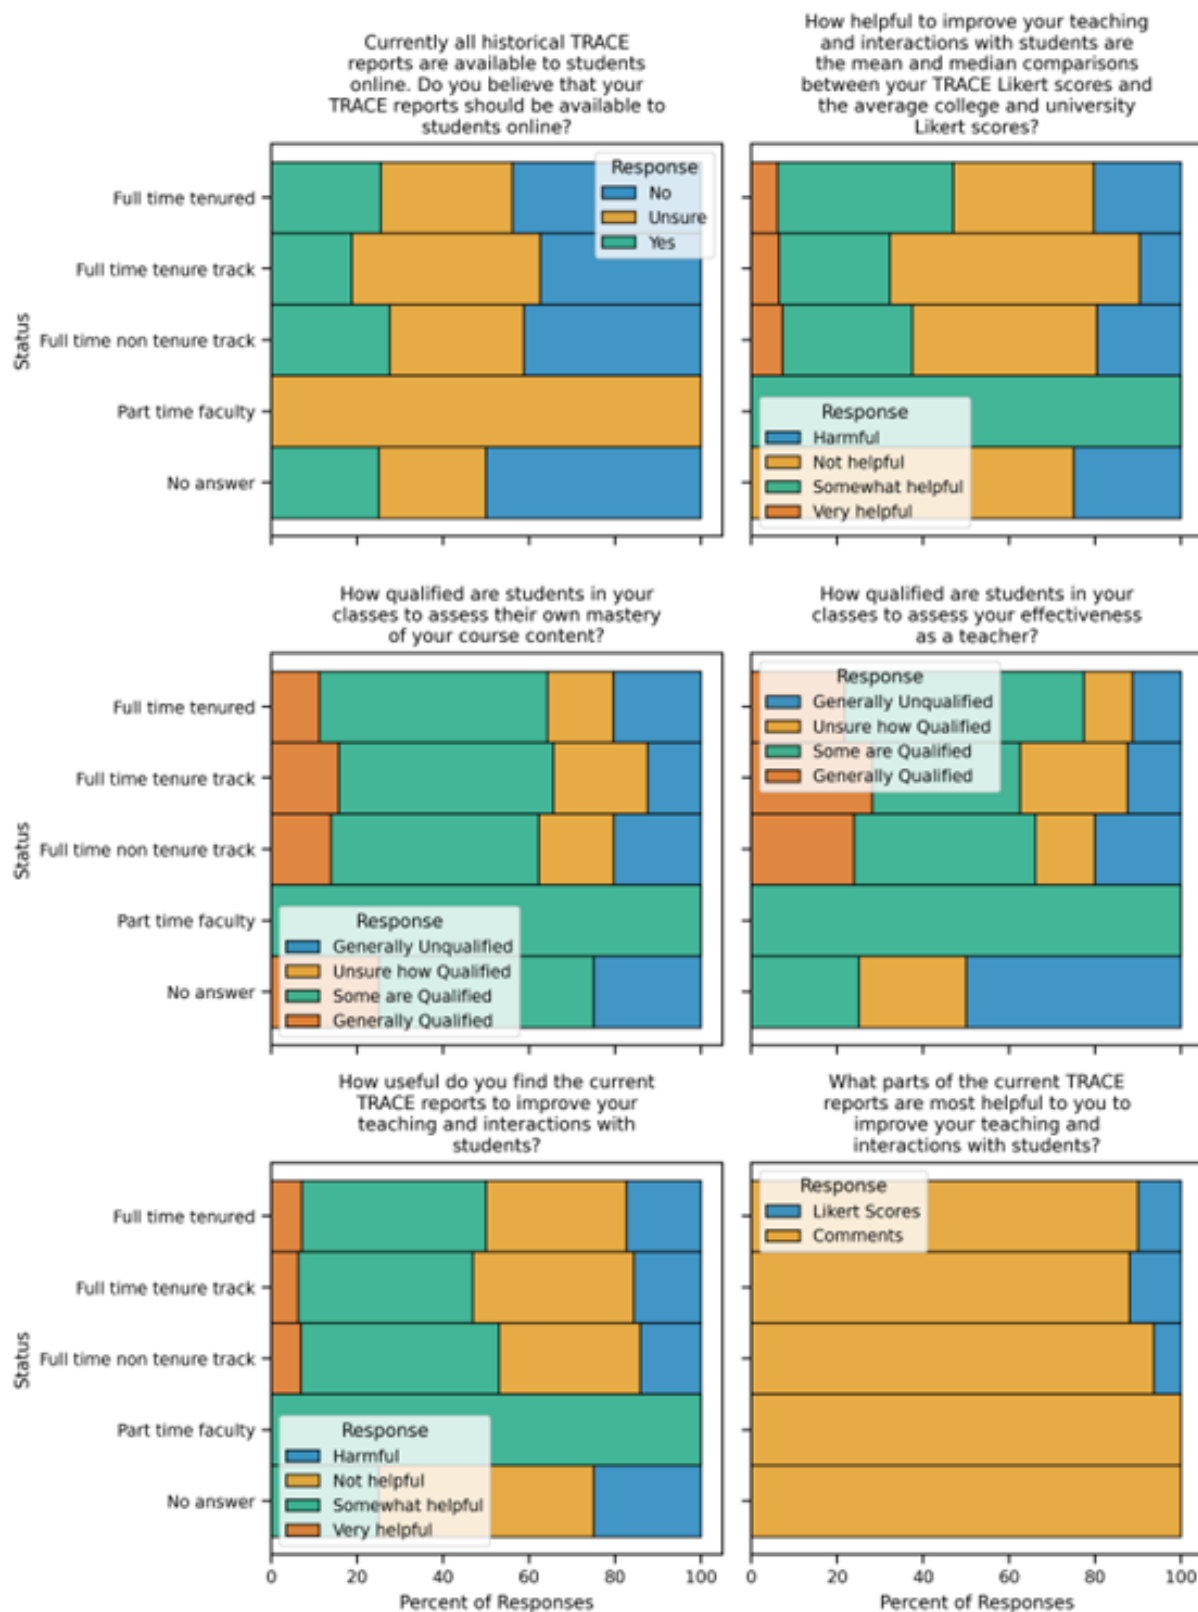 Currently all historical TRACE
reports are available to students
online. Do you believe that your
TRACE reports should be available to
students online?
How helpful to improve your teaching
and interactions with students are
the mean and median comparisons
between your TRACE Likert scores and
the average college and university
Likert scores?
Status
Full time tenured
Full time tenure track
Full time non tenure track
Part time faculty
No answer
Response
No
Unsure
Yes
Response
Harmful
Not helpful
Somewhat helpful
Very helpful
How qualified are students in your
classes to assess their own mastery
of your course content?
How qualified are students in your
classes to assess your effectiveness
as a teacher?
Status
Full time tenured
Full time tenure track
Full time non tenure track
Part time faculty
No answer
Response
Generally Unqualified
Unsure how Qualified
Some are Qualified
Generally Qualified
Response
Generally Unqualified
Unsure how Qualified
Some are Qualified
Generally Qualified
How useful do you find the current
TRACE reports to improve your
teaching and interactions with
students?
What parts of the current TRACE
reports are most helpful to you to
improve your teaching and
interactions with students?
Status
Full time tenured
Full time tenure track
Full time non tenure track
Part time faculty
No answer
Response
Harmful
Not helpful
Somewhat helpful
Very helpful
Response
Likert Scores
Comments
0 20 40 60 80 100
Percent of Responses
0 20 40 60 80 100
Percent of Responses